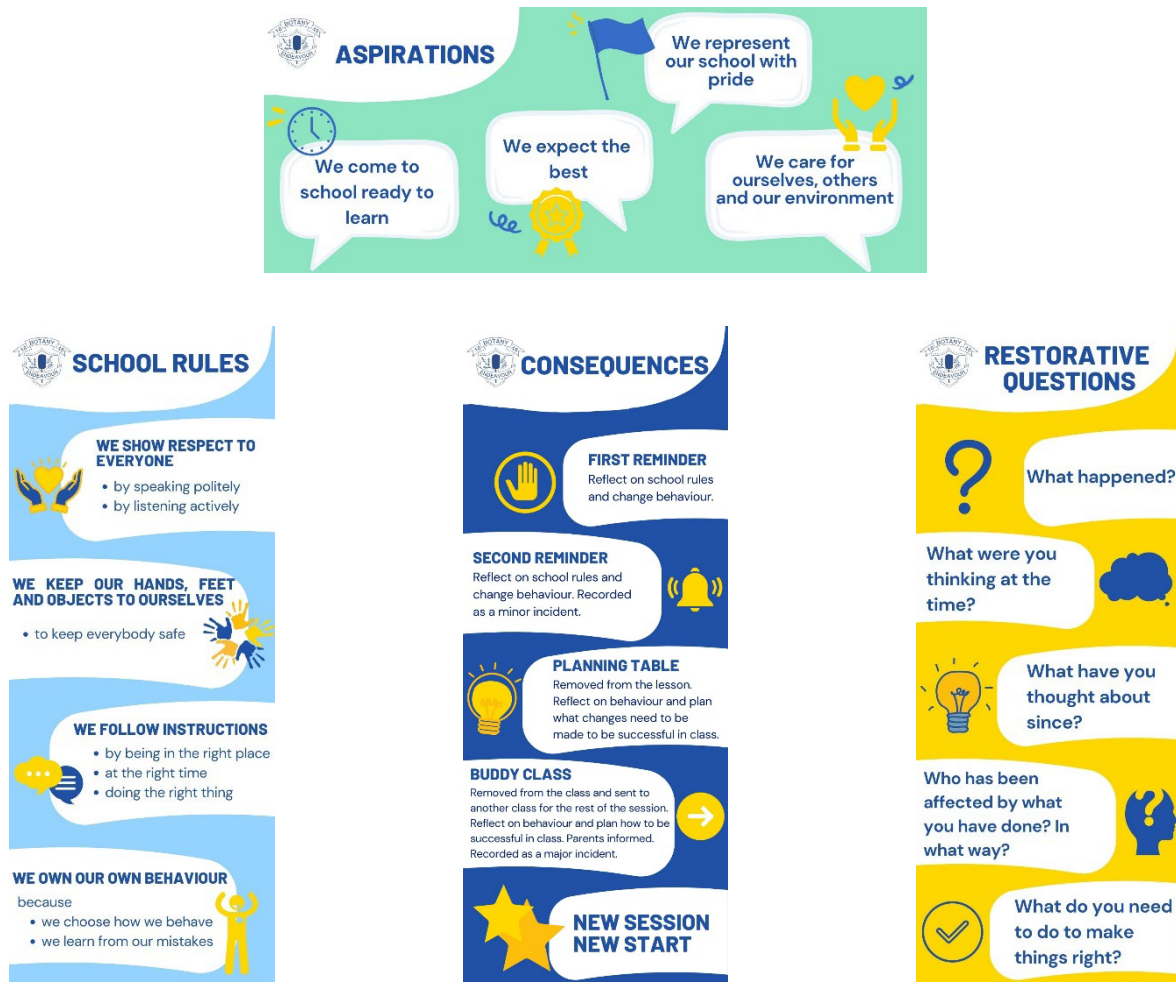 BOTANY
ENDEAVOUR
ASPIRATIONS
We come to
school ready to
learn
We expect the
best
We represent
our school with
pride
We care for
ourselves, others
and our environment
BOTANY
ENDEAVOUR
SCHOOL RULES
WE SHOW RESPECT TO
EVERYONE
• by speaking politely
• by listening actively
WE KEEP OUR HANDS, FEET
AND OBJECTS TO OURSELVES
• to keep everybody safe
WE FOLLOW INSTRUCTIONS
• by being in the right place
• at the right time
• doing the right thing
WE OWN OUR OWN BEHAVIOUR
because
• we choose how we behave
• we learn from our mistakes
BOTANY
ENDEAVOUR
CONSEQUENCES
FIRST REMINDER
Reflect on school rules
and change behaviour.
SECOND REMINDER
Reflect on school rules and
change behaviour. Recorded
as a minor incident.
PLANNING TABLE
Removed from the lesson.
Reflect on behaviour and plan
what changes need to be
made to be successful in class.
BUDDY CLASS
Removed from the class and sent to
another class for the rest of the session.
Reflect on behaviour and plan how to be
successful in class. Parents informed.
Recorded as a major incident.
NEW SESSION
NEW START
BOTANY
ENDEAVOUR
RESTORATIVE
QUESTIONS
What happened?
What were you
thinking at the
time?
What have you
thought about
since?
Who has been
affected by what
you have done? In
what way?
What do you need
to do to make
things right?